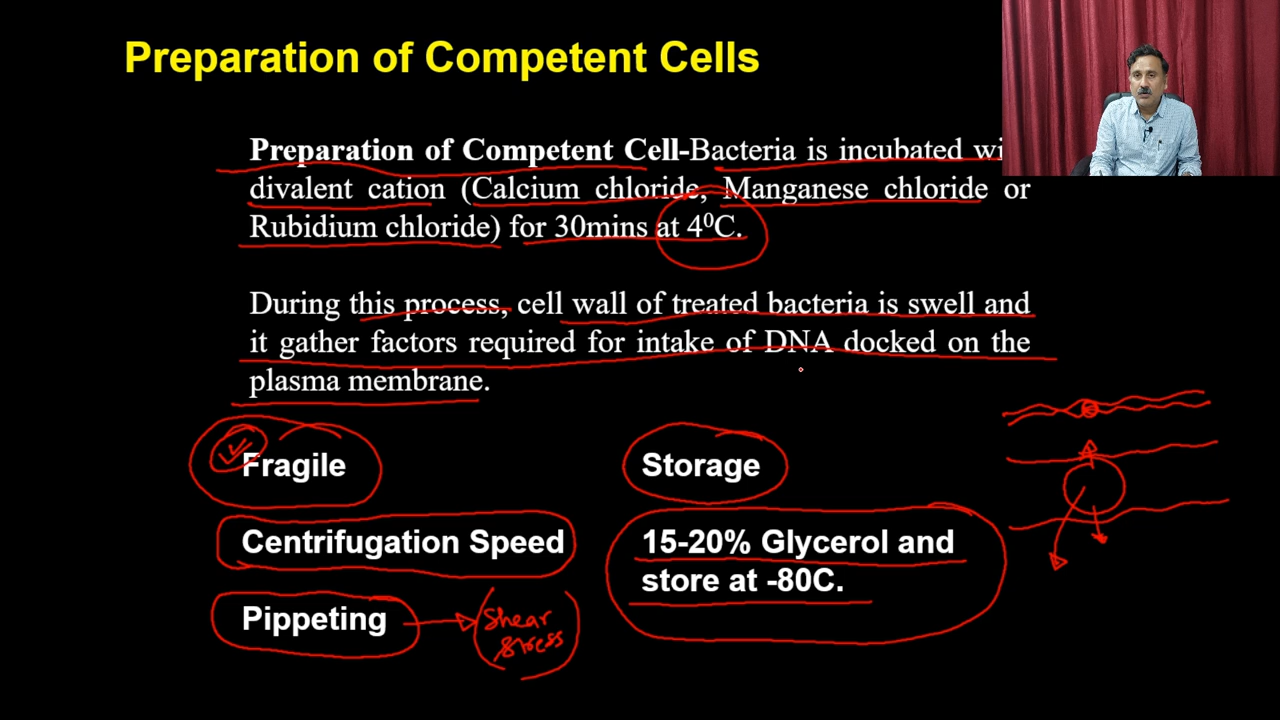 Preparation of Competent Cells
Preparation of Competent Cell-Bacteria is incubated wi
divalent cation (Calcium chloride, Manganese chloride or
Rubidium chloride) for 30mins at 4⁰C.
During this process, cell wall of treated bacteria is swell and
it gather factors required for intake of DNA docked on the
plasma membrane.
Fragile
Storage
Centrifugation Speed
15-20% Glycerol and
store at -80C.
Pippeting
Shear
stress